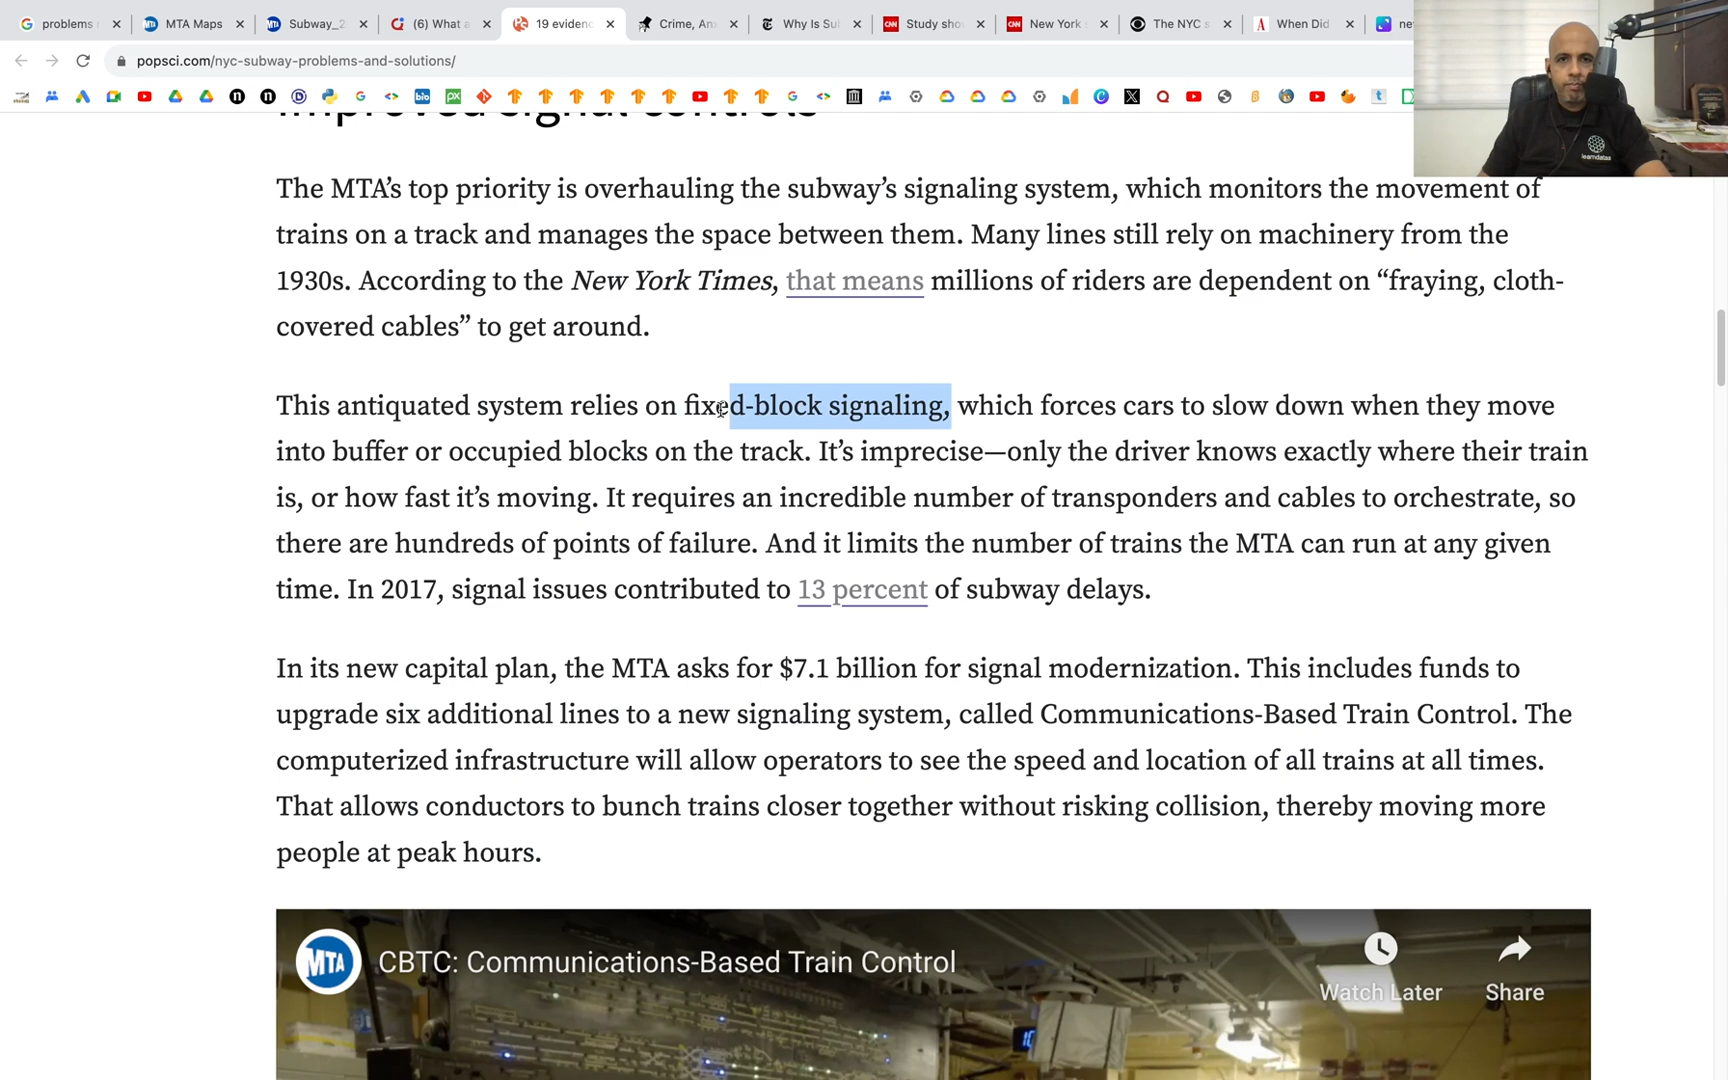 problems
MTA Maps
Subway_2
(6) What a
19 evidenc
Crime, An
Why Is Su
Study sho
New York
The NYC s
When Did
ne
popsci.com/nyc-subway-problems-and-solutions/
Improved signal controls
The MTA’s top priority is overhauling the subway’s signaling system, which monitors the movement of
trains on a track and manages the space between them. Many lines still rely on machinery from the
1930s. According to the New York Times, that means millions of riders are dependent on “fraying, cloth-
covered cables” to get around.
This antiquated system relies on fixed-block signaling, which forces cars to slow down when they move
into buffer or occupied blocks on the track. It’s imprecise—only the driver knows exactly where their train
is, or how fast it’s moving. It requires an incredible number of transponders and cables to orchestrate, so
there are hundreds of points of failure. And it limits the number of trains the MTA can run at any given
time. In 2017, signal issues contributed to 13 percent of subway delays.
In its new capital plan, the MTA asks for $7.1 billion for signal modernization. This includes funds to
upgrade six additional lines to a new signaling system, called Communications-Based Train Control. The
computerized infrastructure will allow operators to see the speed and location of all trains at all times.
That allows conductors to bunch trains closer together without risking collision, thereby moving more
people at peak hours.
MTA
CBTC: Communications-Based Train Control
Watch Later
Share